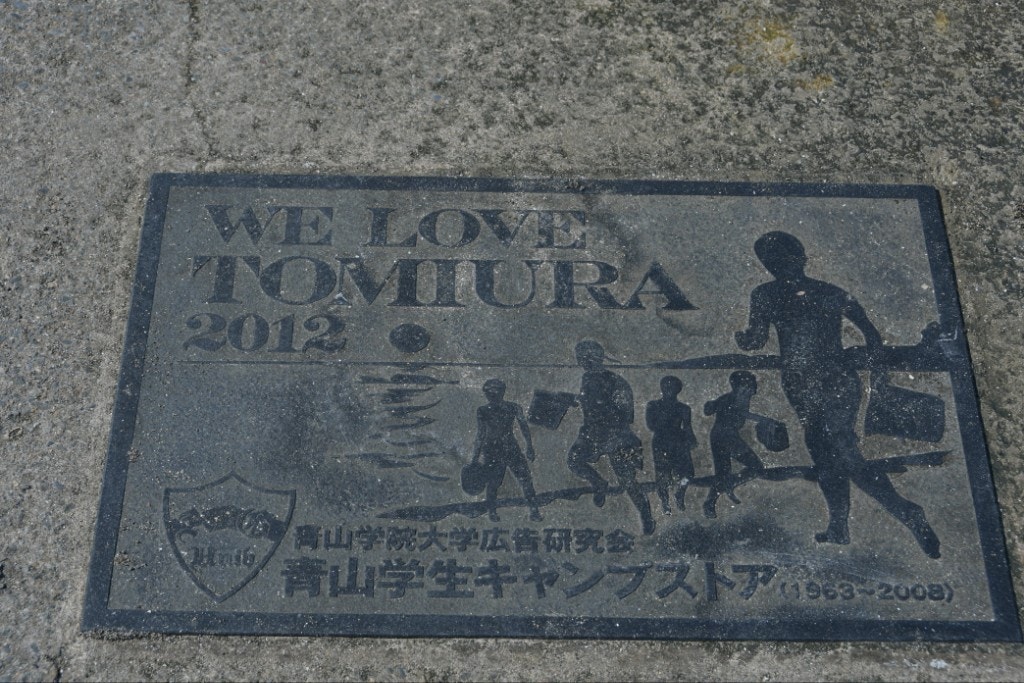 WE LOVE
TOMIURA
2012
青山学院大学広告研究会
青山学生キャンプストア(1963~2008)